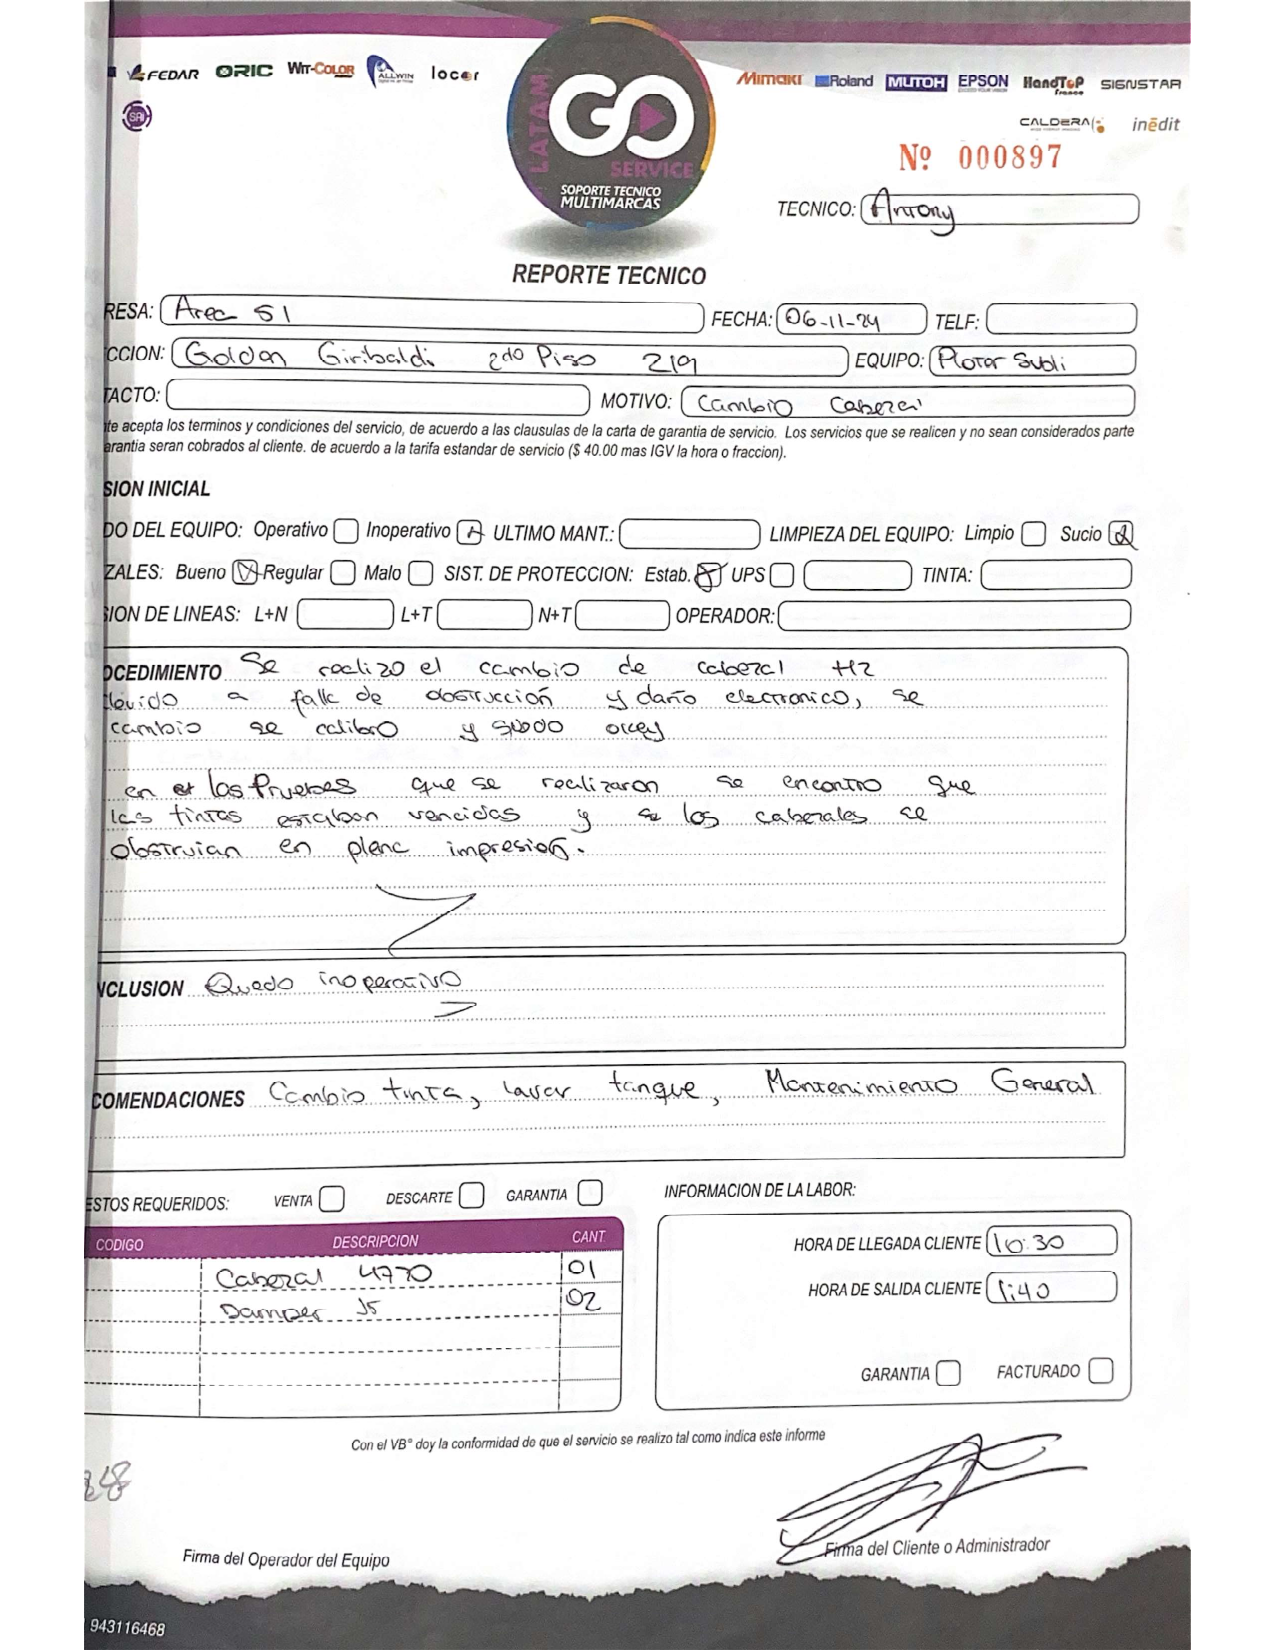 FEDAR ORIC WIT-COLOR ALLWIN locor
LATAM GO SERVICE
SOPORTE TECNICO
MULTIMARCAS
Mimaki Roland MUTOH EPSON HandToP SIGNSTAR
SAi
CALDERA inēdit
Nº 000897
TECNICO: Antony
REPORTE TECNICO
RESA: Area 51 FECHA: 06-11-24 TELF:
CCION: Goldan Giribaldi 2do Piso 219 EQUIPO: Plotar Subli
TACTO: MOTIVO: Cambio Cabezal
te acepta los terminos y condiciones del servicio, de acuerdo a las clausulas de la carta de garantia de servicio. Los servicios que se realicen y no sean considerados parte
arantia seran cobrados al cliente. de acuerdo a la tarifa estandar de servicio ($ 40.00 mas IGV la hora o fraccion).
SION INICIAL
DO DEL EQUIPO: Operativo Inoperativo ULTIMO MANT.: LIMPIEZA DEL EQUIPO: Limpio Sucio
ZALES: Bueno Regular Malo SIST. DE PROTECCION: Estab. UPS TINTA:
SION DE LINEAS: L+N L+T N+T OPERADOR:
OCEDIMIENTO Se realizo el cambio de cabezal H2
devido a falla de obstrucción y daño electronico, se
cambio se calibro y quedo okey
en las Pruebas que se realizaron se encontro que
las tintas estaban vencidas y se los cabezales se
obstruian en plena impresion.
NCLUSION Quedo inoperativo
COMENDACIONES Cambio tinta, lavar tanque, Mantenimiento General
ESTOS REQUERIDOS: VENTA DESCARTE GARANTIA INFORMACION DE LA LABOR:
CODIGO DESCRIPCION CANT
Cabezal 4720 01
Damper J5 02
HORA DE LLEGADA CLIENTE 10:30
HORA DE SALIDA CLIENTE 1:40
GARANTIA FACTURADO
Con el VB° doy la conformidad de que el servicio se realizo tal como indica este informe
Firma del Operador del Equipo
Firma del Cliente o Administrador
943116468